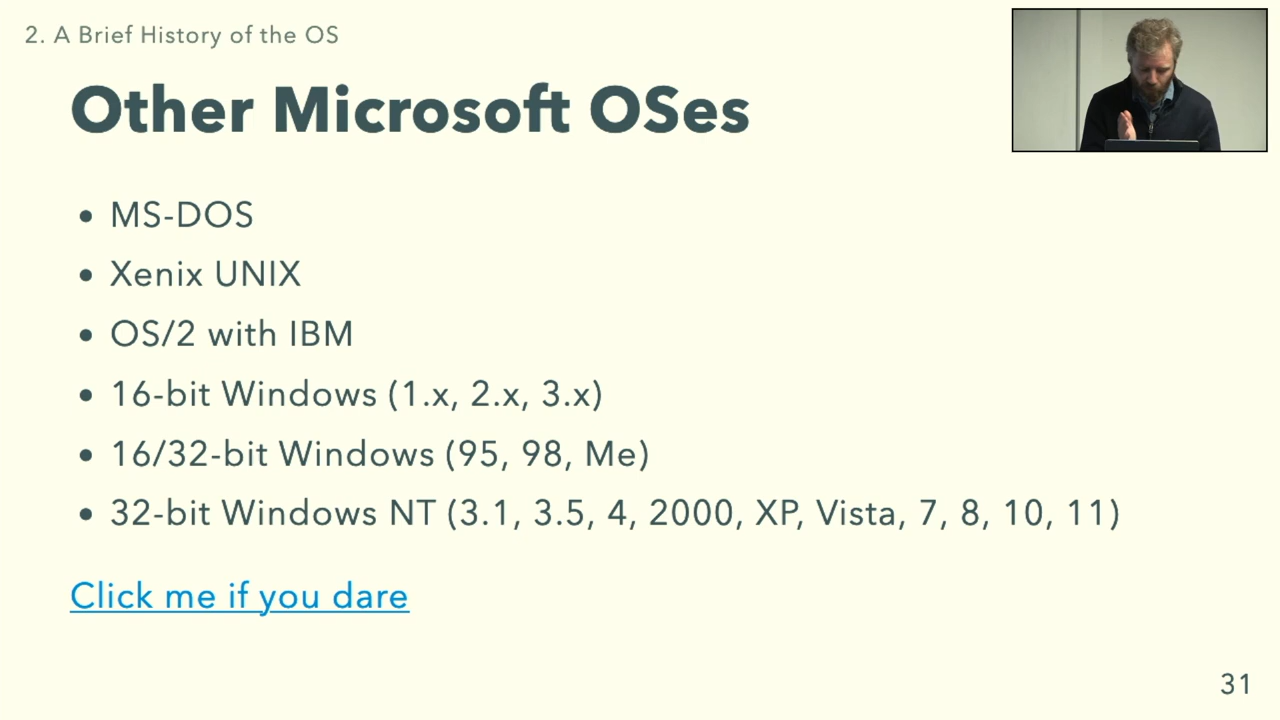 2. A Brief History of the OS
Other Microsoft OSes
• MS-DOS
• Xenix UNIX
• OS/2 with IBM
• 16-bit Windows (1.x, 2.x, 3.x)
• 16/32-bit Windows (95, 98, Me)
• 32-bit Windows NT (3.1, 3.5, 4, 2000, XP, Vista, 7, 8, 10, 11)
Click me if you dare
31